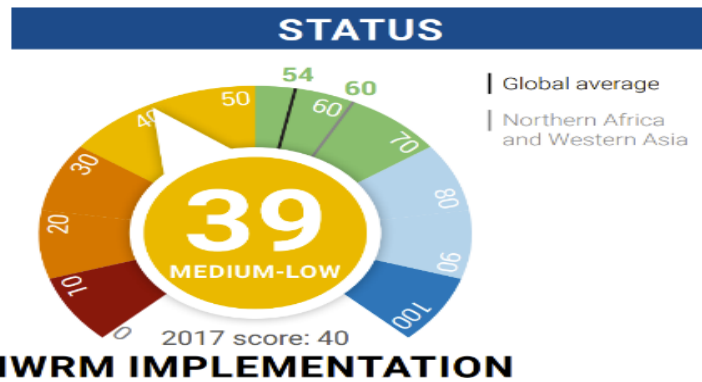 STATUS
54
60
Global average
Northern Africa
and Western Asia
0
10
20
30
40
50
60
70
80
90
100
39
MEDIUM-LOW
2017 score: 40
IWRM IMPLEMENTATION